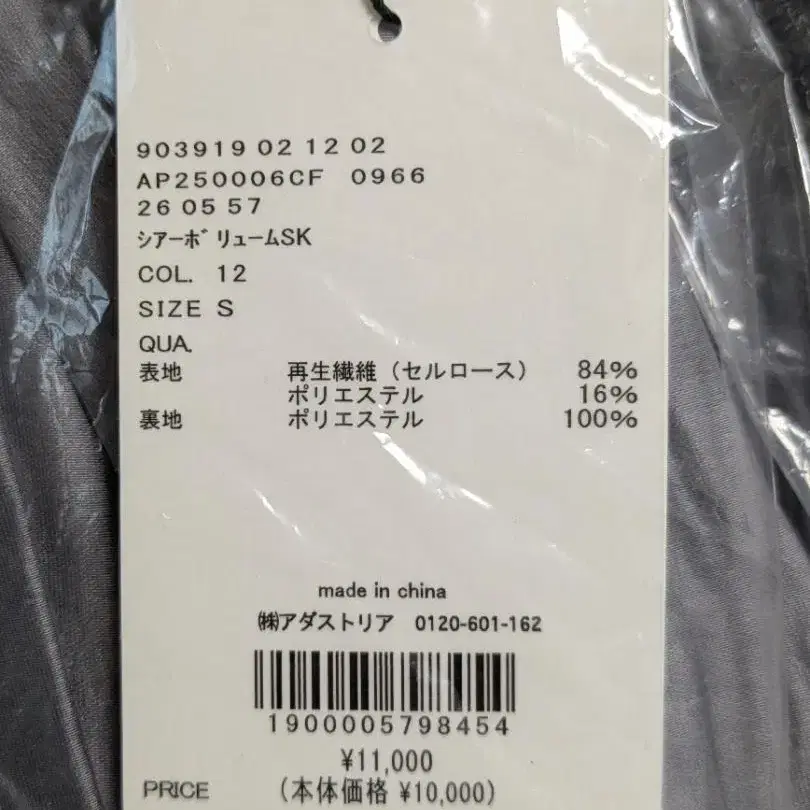 903919 02 12 02
AP250006CF 0966
26 05 57
シアーボリュームSK
COL. 12
SIZE S
QUA.
表地 再生繊維（セルロース） 84%
ポリエステル 16%
裏地 ポリエステル 100%
made in china
㈱アダストリア 0120-601-162
1900005798454
¥11,000
PRICE (本体価格 ¥10,000)